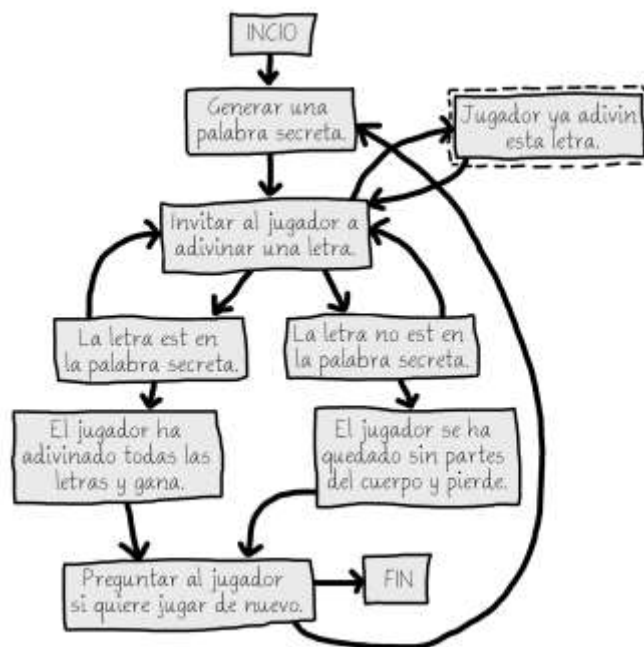 INCIO
Generar una
palabra secreta.
Jugador ya adivin
esta letra.
Invitar al jugador a
adivinar una letra.
La letra est en
la palabra secreta.
La letra no est en
la palabra secreta.
El jugador ha
adivinado todas las
letras y gana.
El jugador se ha
quedado sin partes
del cuerpo y pierde.
Preguntar al jugador
si quiere jugar de nuevo.
FIN